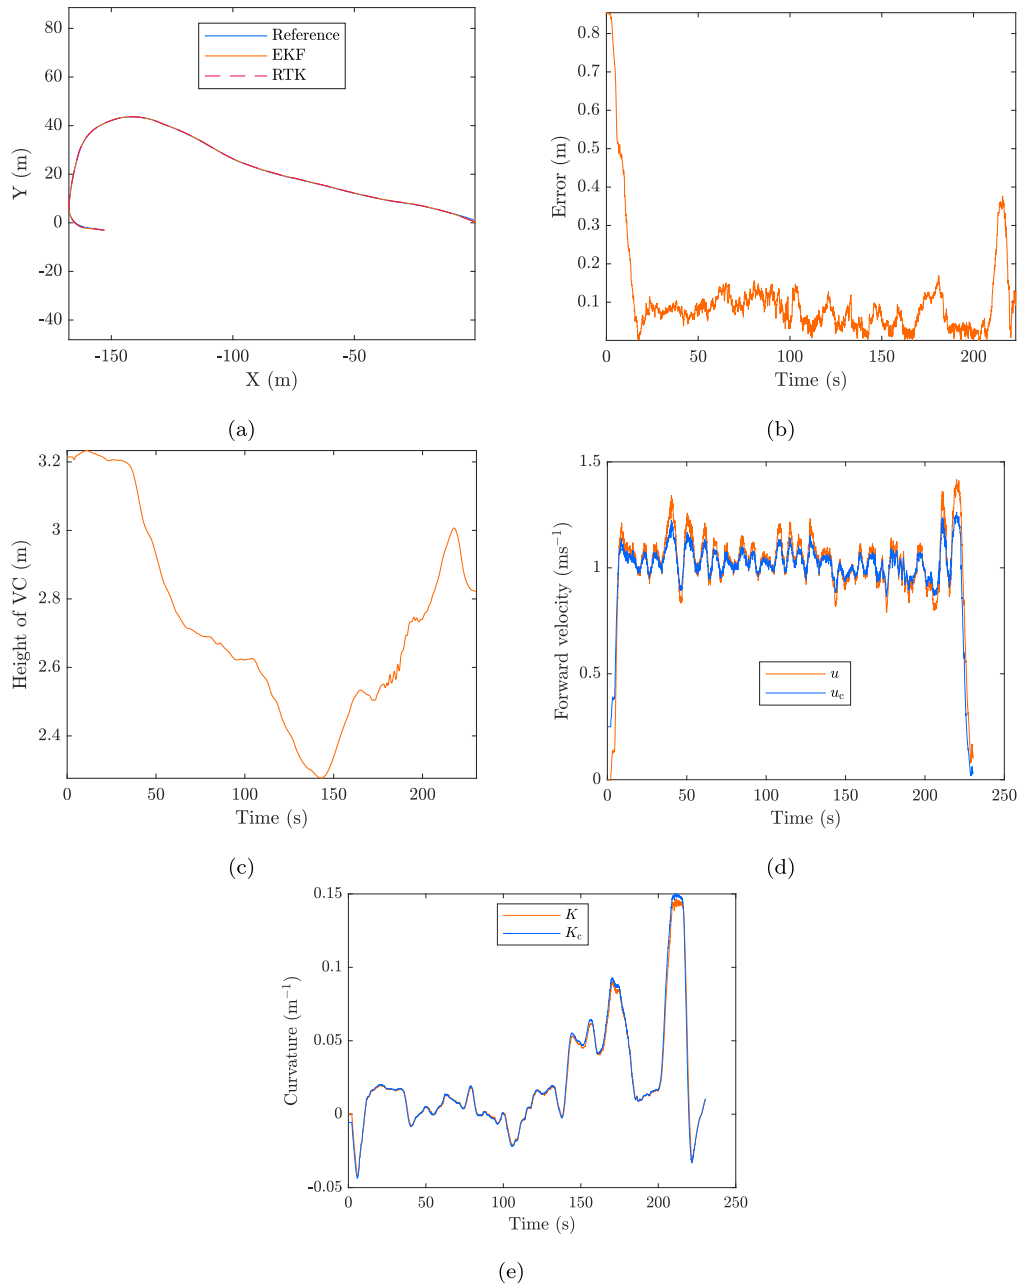 80
60
40
20
0
-20
-40
Y (m)
Reference
EKF
RTK
-150
-100
-50
X (m)
(a)
0.8
0.7
0.6
0.5
0.4
0.3
0.2
0.1
Error (m)
0
50
100
150
200
Time (s)
(b)
3.2
3
2.8
2.6
2.4
Height of VC (m)
0
50
100
150
200
Time (s)
(c)
1.5
1
0.5
0
Forward velocity (ms⁻¹)
u
u_c
0
50
100
150
200
250
Time (s)
(d)
0.15
0.1
0.05
0
-0.05
Curvature (m⁻¹)
K
K_c
0
50
100
150
200
250
Time (s)
(e)